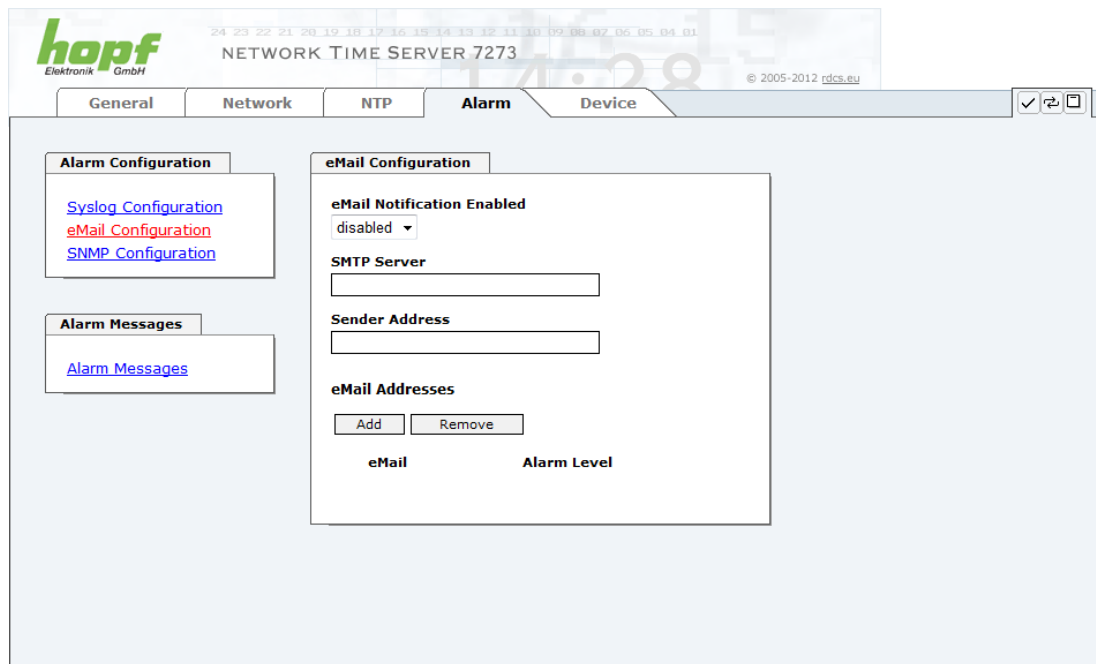 hopf
Elektronik GmbH
24 23 22 21 20 19 18 17 16 15 14 13 12 11 10 09 08 07 06 05 04 01
NETWORK TIME SERVER 7273
14:28
© 2005-2012 rdcs.eu
General Network NTP Alarm Device
Alarm Configuration
Syslog Configuration
eMail Configuration
SNMP Configuration
Alarm Messages
Alarm Messages
eMail Configuration
eMail Notification Enabled
disabled
SMTP Server
Sender Address
eMail Addresses
Add Remove
eMail Alarm Level